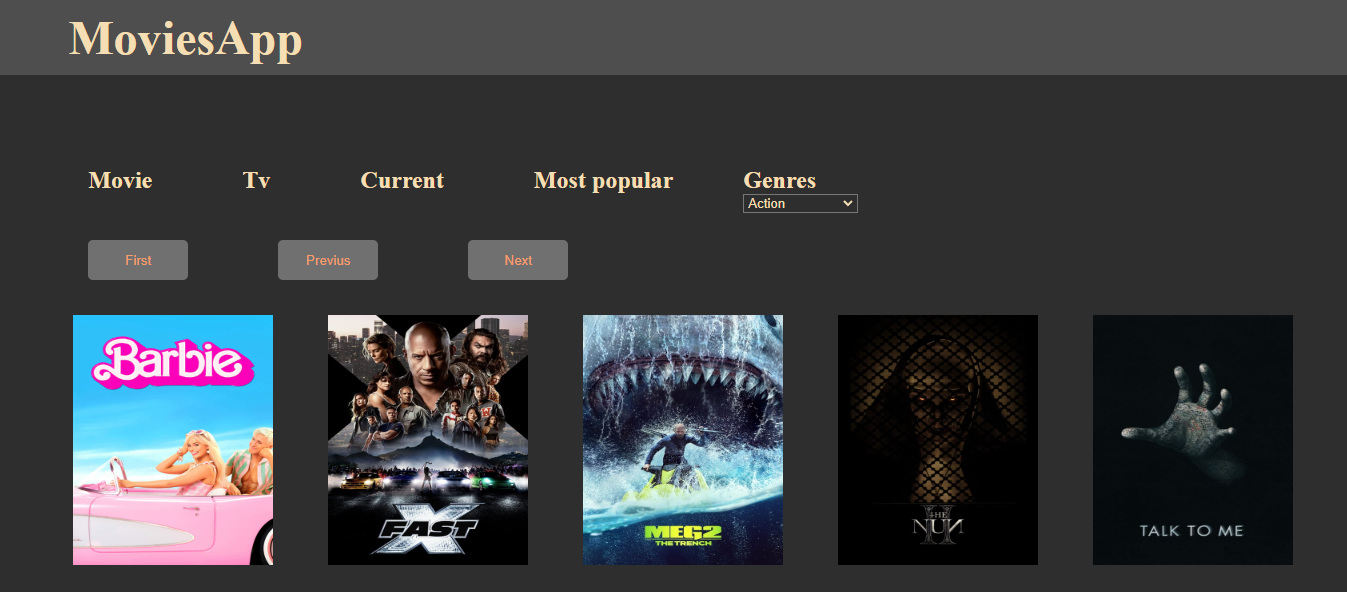 MoviesApp
Movie Tv Current Most popular Genres
Action
First Previus Next
Barbie
FAST X
MEG2
THE TRENCH
THE
NUN
II
TALK TO ME